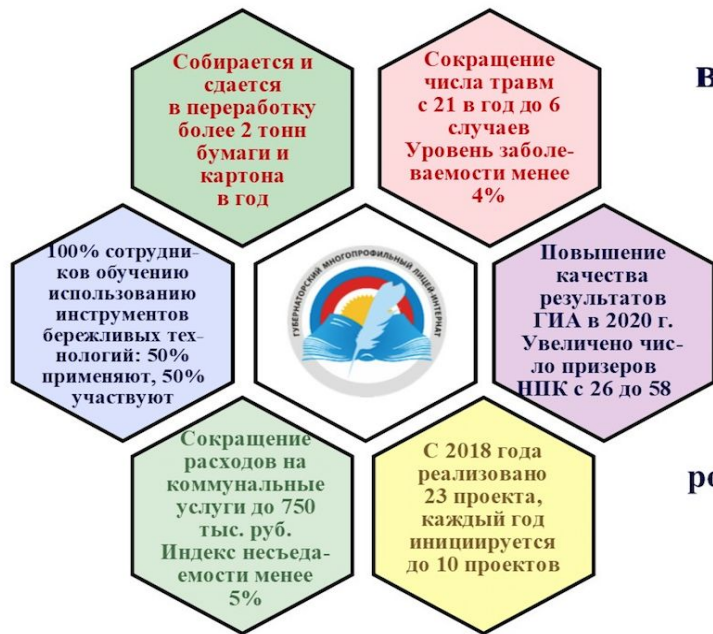 Собирается и
сдается
в переработку
более 2 тонн
бумаги и
картона
в год
Сокращение
числа травм
с 21 в год до 6
случаев
Уровень заболе-
ваемости менее
4%
в
100% сотрудни-
ков обучению
использованию
инструментов
бережливых тех-
нологий: 50%
применяют, 50%
участвуют
ГУБЕРНАТОРСКИЙ МНОГОПРОФИЛЬНЫЙ ЛИЦЕЙ-ИНТЕРНАТ
Повышение
качества
результатов
ГИА в 2020 г.
Увеличено чис-
ло призеров
НПК с 26 до 58
Сокращение
расходов на
коммунальные
услуги до 750
тыс. руб.
Индекс несъеда-
емости менее
5%
С 2018 года
реализовано
23 проекта,
каждый год
инициируется
до 10 проектов
ро